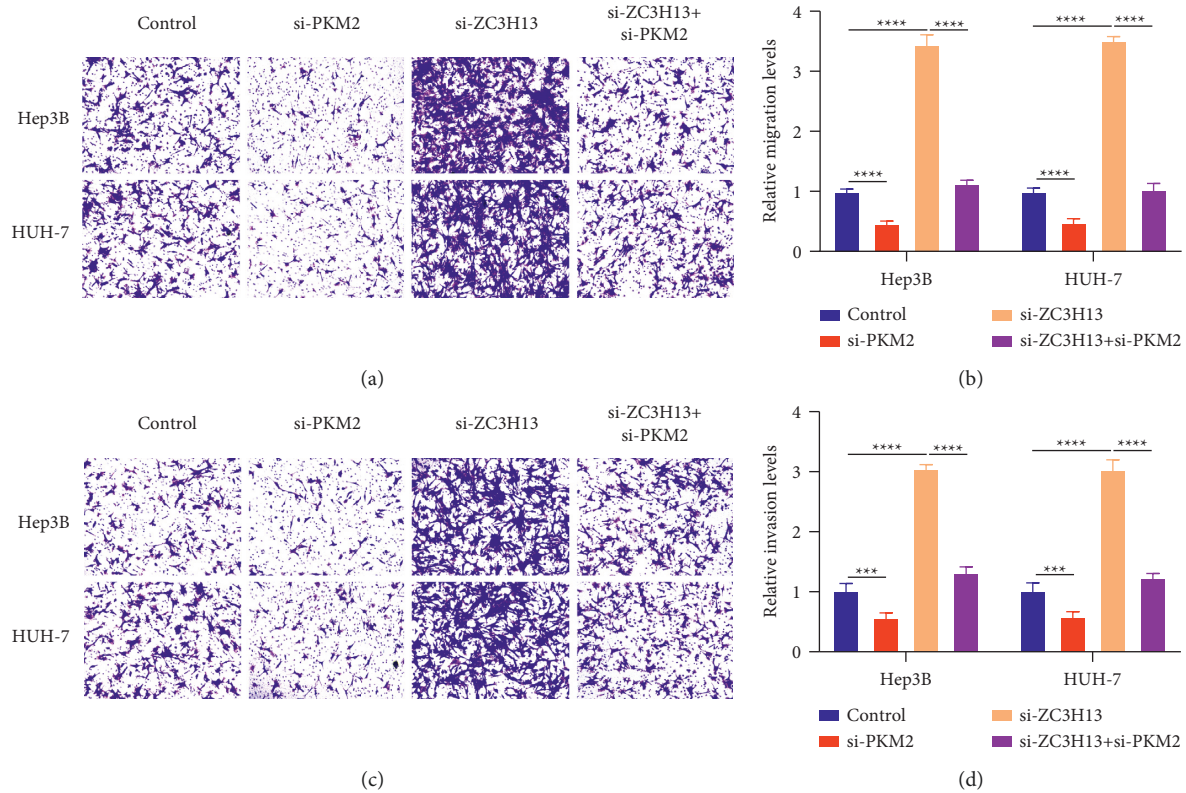 Control si-PKM2 si-ZC3H13 si-ZC3H13+
si-PKM2
Hep3B
HUH-7
(a)
Relative migration levels
4
3
2
1
0
**** ****
****
**** ****
****
Hep3B HUH-7
Control si-ZC3H13
si-PKM2 si-ZC3H13+si-PKM2
(b)
Control si-PKM2 si-ZC3H13 si-ZC3H13+
si-PKM2
Hep3B
HUH-7
(c)
Relative invasion levels
4
3
2
1
0
**** ****
***
**** ****
***
Hep3B HUH-7
Control si-ZC3H13
si-PKM2 si-ZC3H13+si-PKM2
(d)